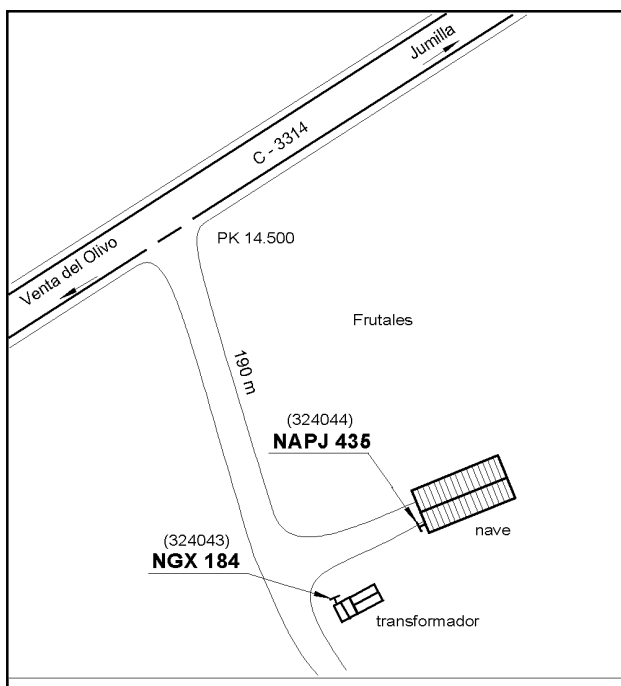 Jumilla
C - 3314
PK 14.500
Venta del Olivo
Frutales
190 m
(324044)
NAPJ 435
nave
(324043)
NGX 184
transformador